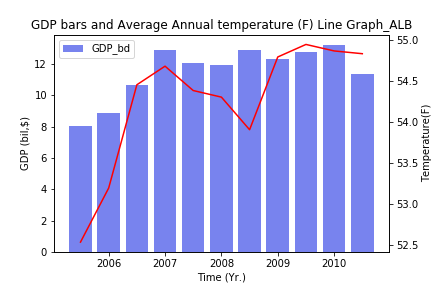 GDP bars and Average Annual temperature (F) Line Graph_ALB
GDP_bd
GDP (bil,$)
12
10
8
6
4
2
0
55.0
54.5
54.0
53.5
53.0
52.5
Temperature(F)
2006 2007 2008 2009 2010
Time (Yr.)